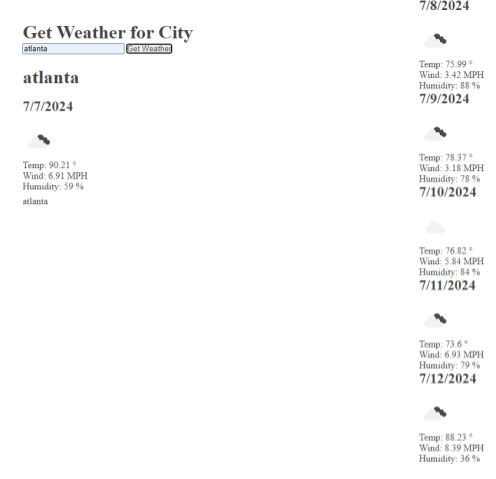 Get Weather for City
atlanta Get Weather
atlanta
7/7/2024
Temp: 90.21 °
Wind: 6.91 MPH
Humidity: 59 %
atlanta
7/8/2024
Temp: 75.99 °
Wind: 3.42 MPH
Humidity: 88 %
7/9/2024
Temp: 78.37 °
Wind: 3.18 MPH
Humidity: 78 %
7/10/2024
Temp: 76.82 °
Wind: 5.84 MPH
Humidity: 84 %
7/11/2024
Temp: 73.6 °
Wind: 6.93 MPH
Humidity: 79 %
7/12/2024
Temp: 88.23 °
Wind: 8.39 MPH
Humidity: 36 %